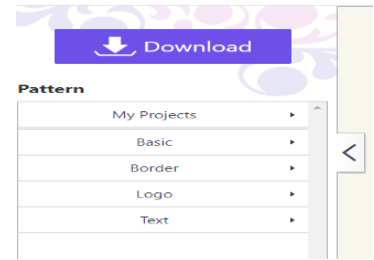 Download
Pattern
My Projects
Basic
Border
Logo
Text